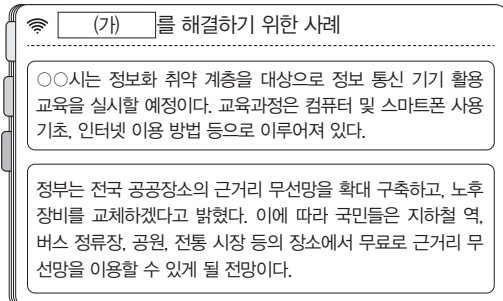 (가) 를 해결하기 위한 사례
○○시는 정보화 취약 계층을 대상으로 정보 통신 기기 활용
교육을 실시할 예정이다. 교육과정은 컴퓨터 및 스마트폰 사용
기초, 인터넷 이용 방법 등으로 이루어져 있다.
정부는 전국 공공장소의 근거리 무선망을 확대 구축하고, 노후
장비를 교체하겠다고 밝혔다. 이에 따라 국민들은 지하철 역,
버스 정류장, 공원, 전통 시장 등의 장소에서 무료로 근거리 무
선망을 이용할 수 있게 될 전망이다.